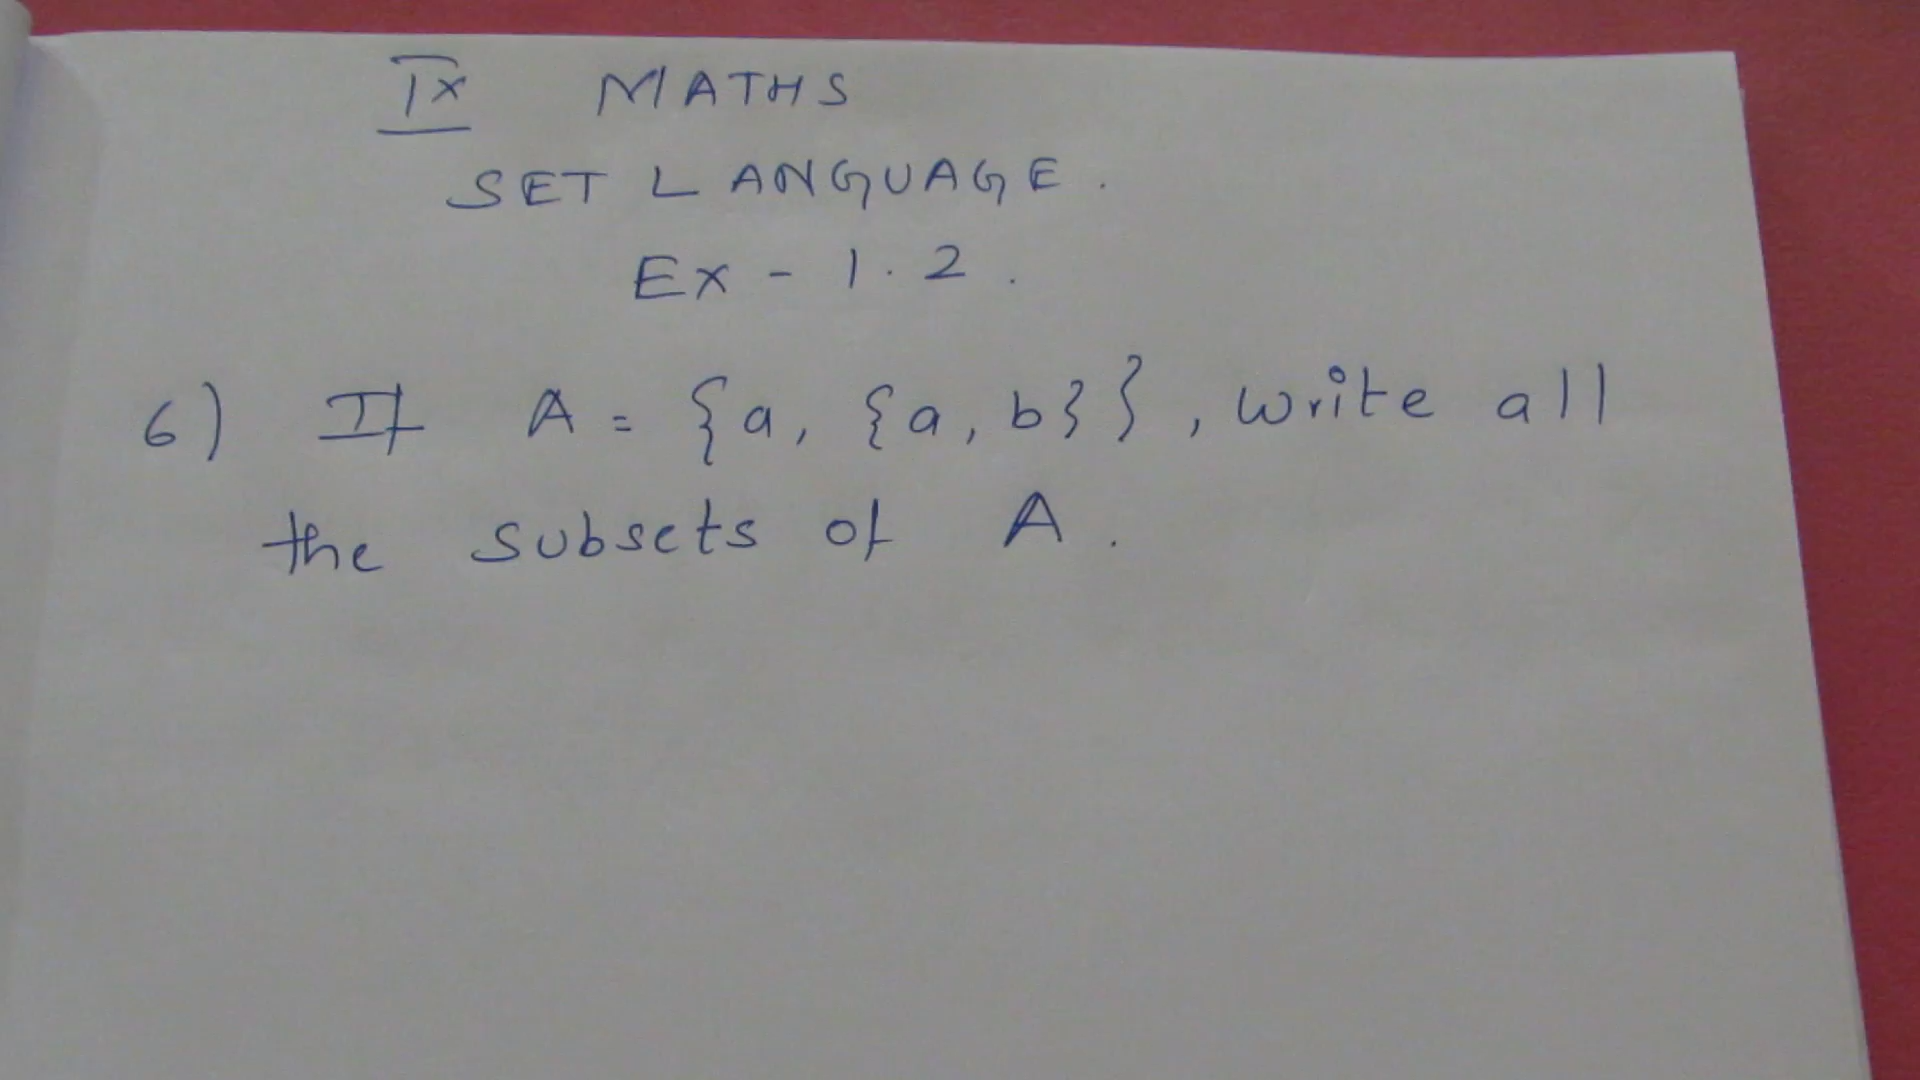 IX MATHS
SET LANGUAGE.
Ex - 1.2.
6) If A = {a, {a, b}}, write all
the subsets of A.